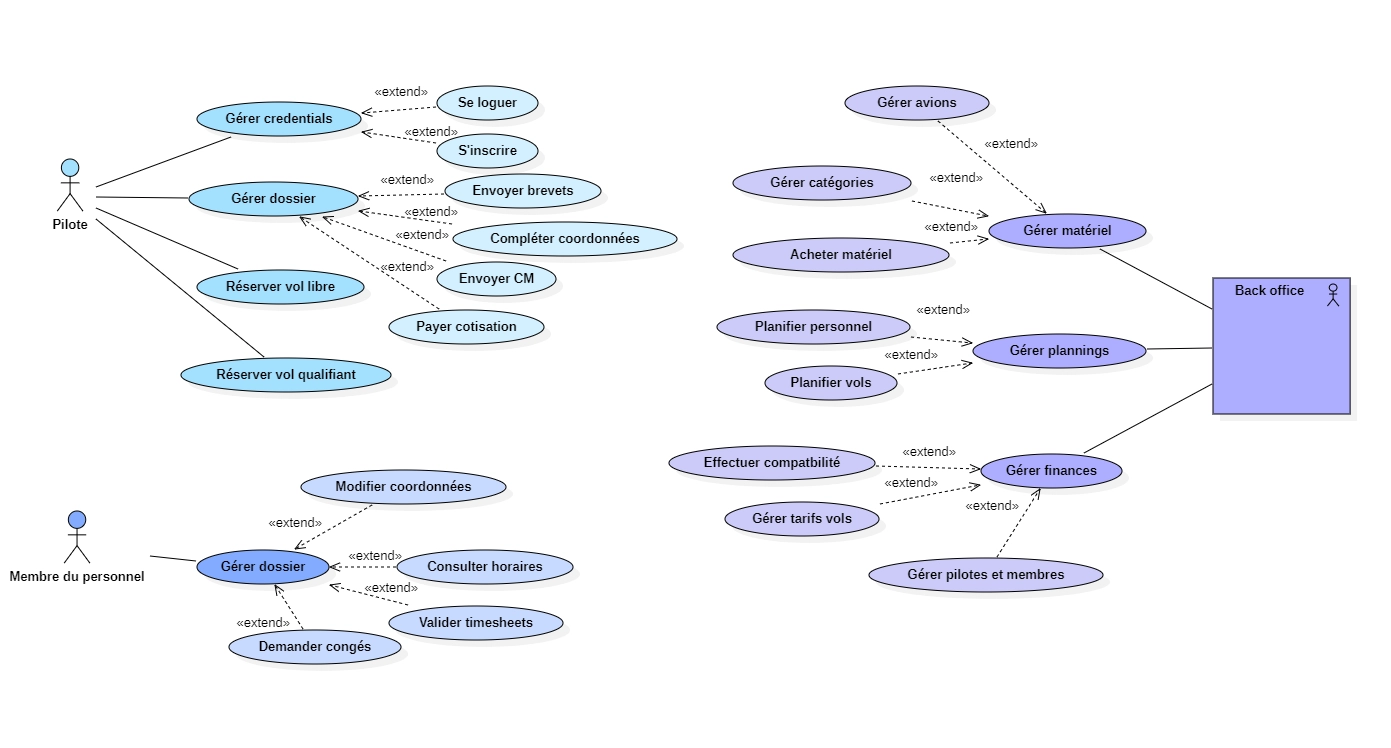 «extend»
Se loguer
Gérer credentials
«extend»
S'inscrire
Pilote
«extend»
Envoyer brevets
Gérer dossier
«extend»
Compléter coordonnées
«extend»
«extend»
Envoyer CM
Réserver vol libre
Payer cotisation
Réserver vol qualifiant
Modifier coordonnées
«extend»
Membre du personnel
Gérer dossier
«extend»
Consulter horaires
«extend»
Valider timesheets
«extend»
Demander congés
Gérer avions
«extend»
Gérer catégories
«extend»
«extend»
Gérer matériel
Acheter matériel
Back office
«extend»
Planifier personnel
«extend»
Gérer plannings
Planifier vols
«extend»
Effectuer compatbilité
Gérer finances
«extend»
Gérer tarifs vols
«extend»
Gérer pilotes et membres